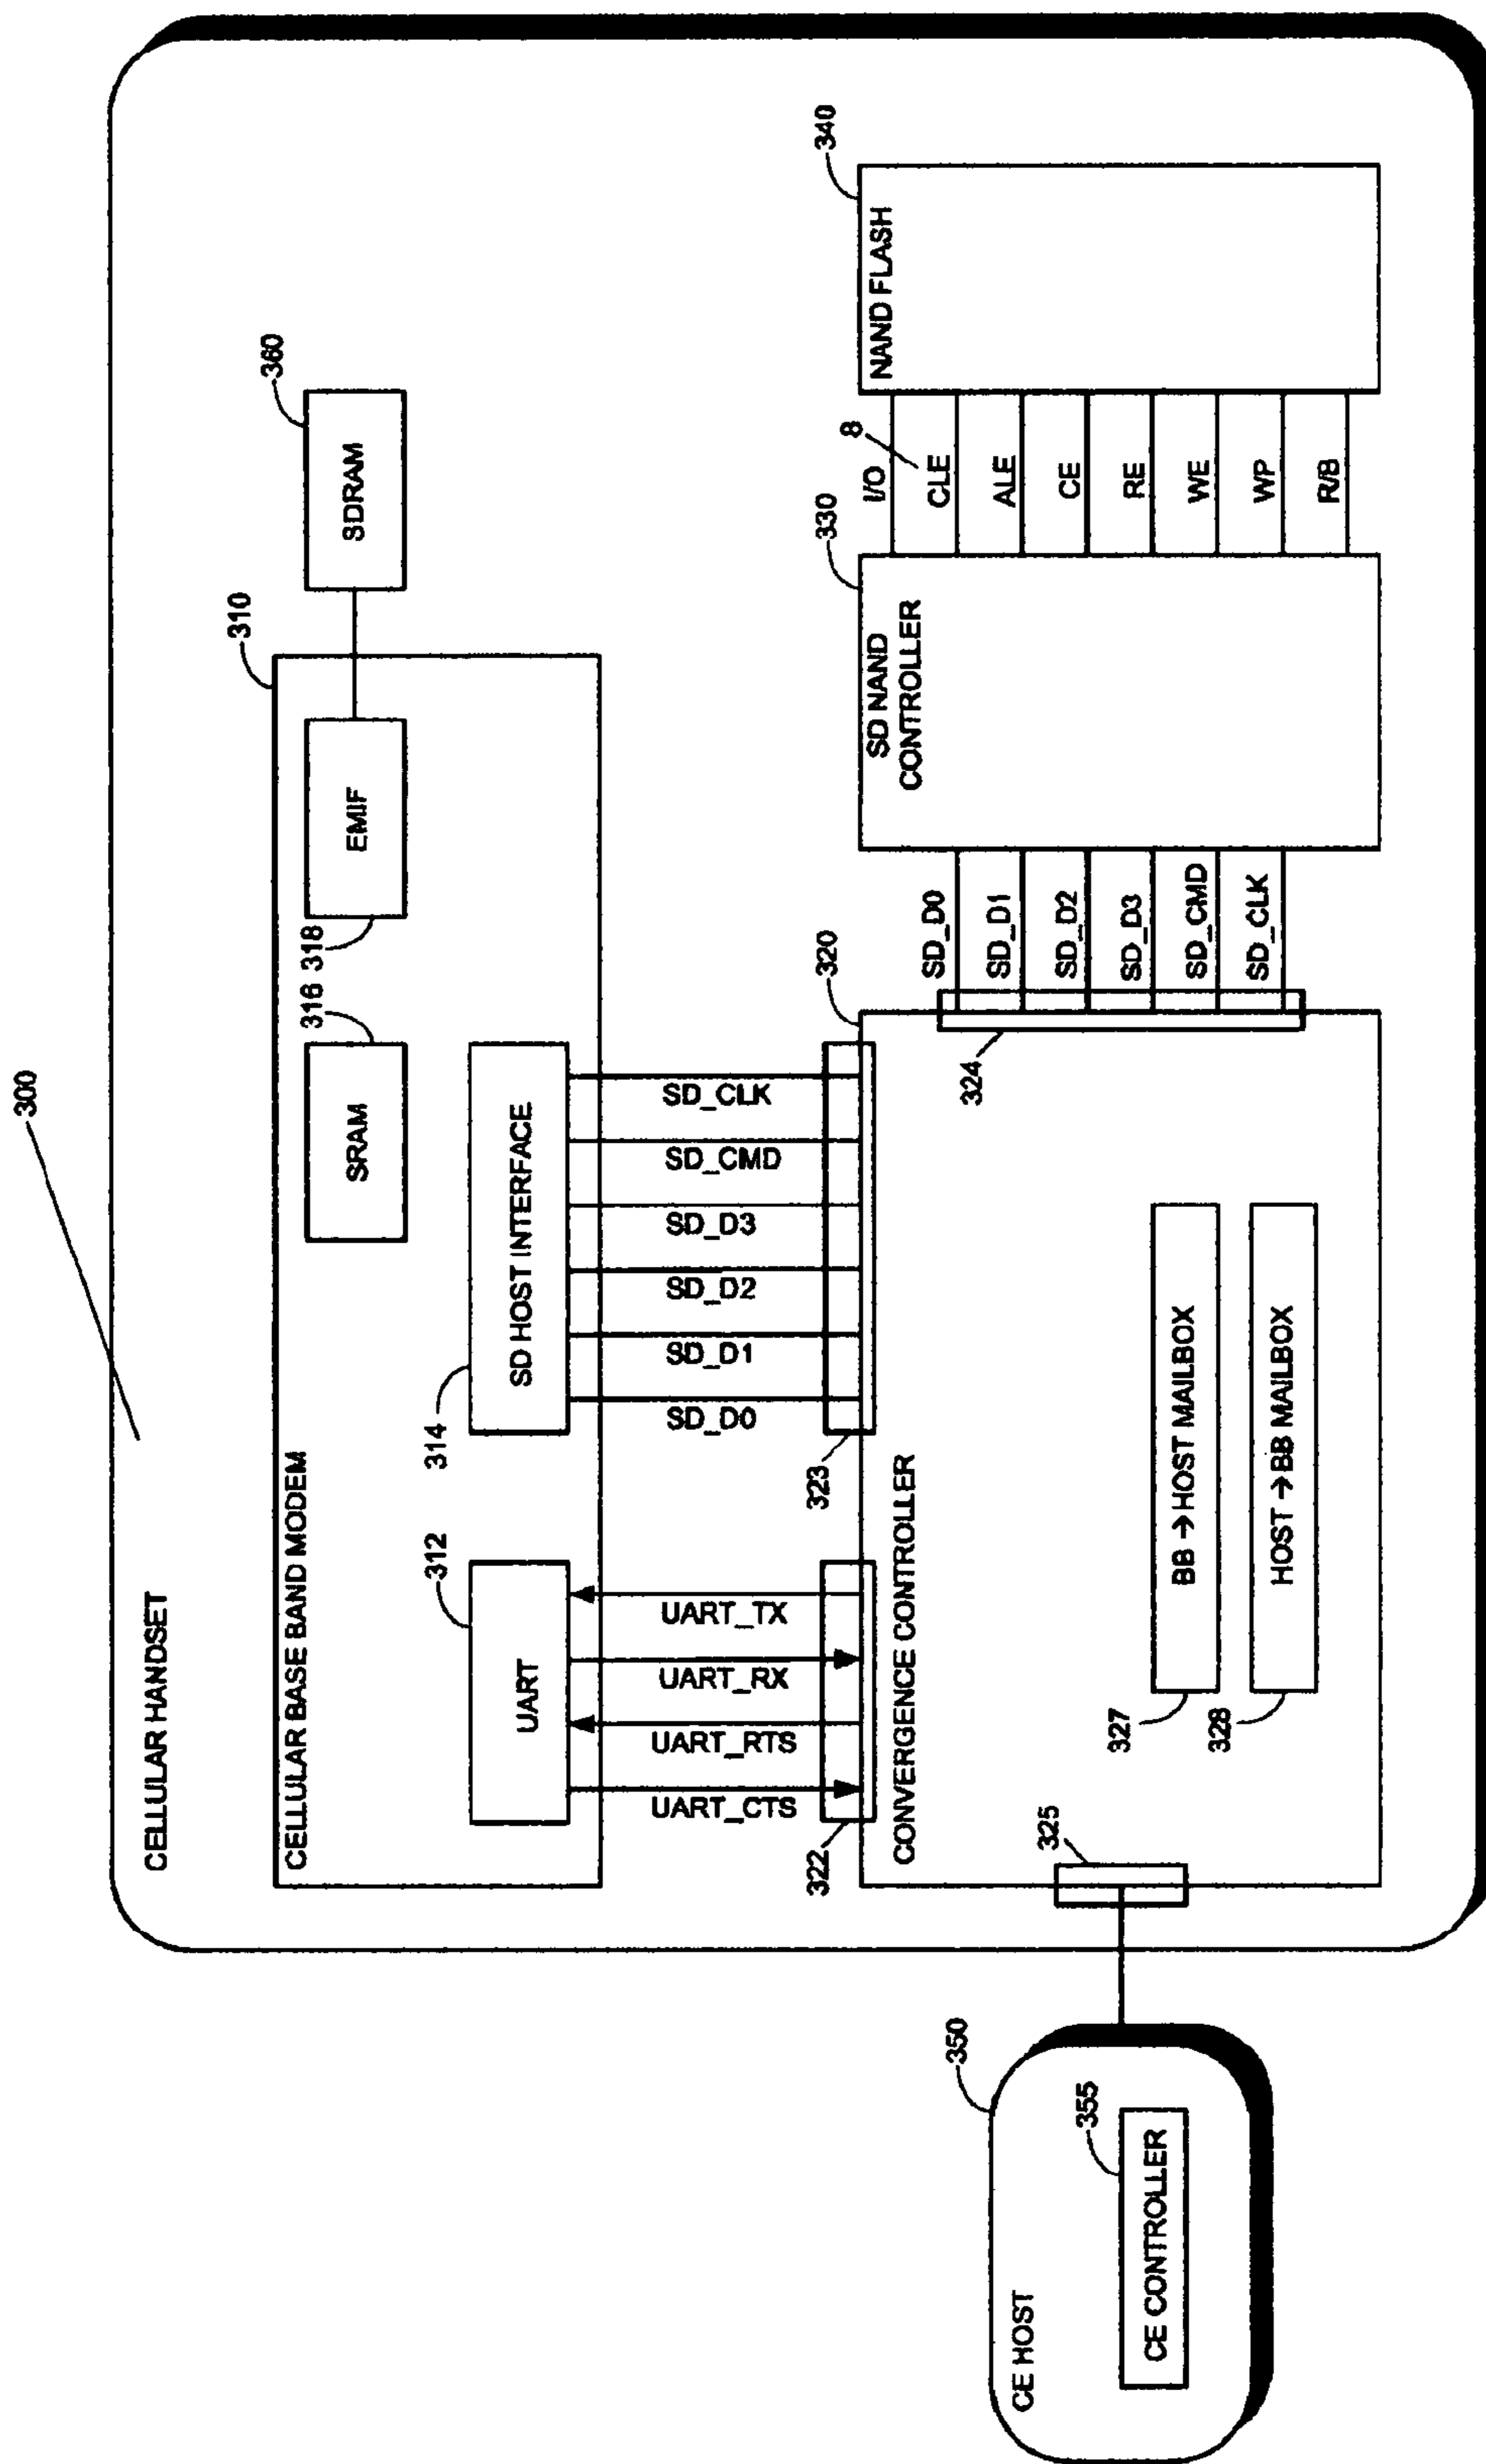 300
CELLULAR HANDSET
CELLULAR BASE BAND MODEM
310
360
SDRAM
SRAM
316
318
EMIF
312
UART
314
SD HOST INTERFACE
UART_CTS
UART_RTS
UART_RX
UART_TX
SD_D0
SD_D1
SD_D2
SD_D3
SD_CMD
SD_CLK
322
323
320
CONVERGENCE CONTROLLER
324
325
327
BB → HOST MAILBOX
328
HOST → BB MAILBOX
SD_D0
SD_D1
SD_D2
SD_D3
SD_CMD
SD_CLK
330
SD NAND
CONTROLLER
I/O
8
CLE
ALE
CE
RE
WE
WP
R/B
340
NAND FLASH
350
CE HOST
355
CE CONTROLLER